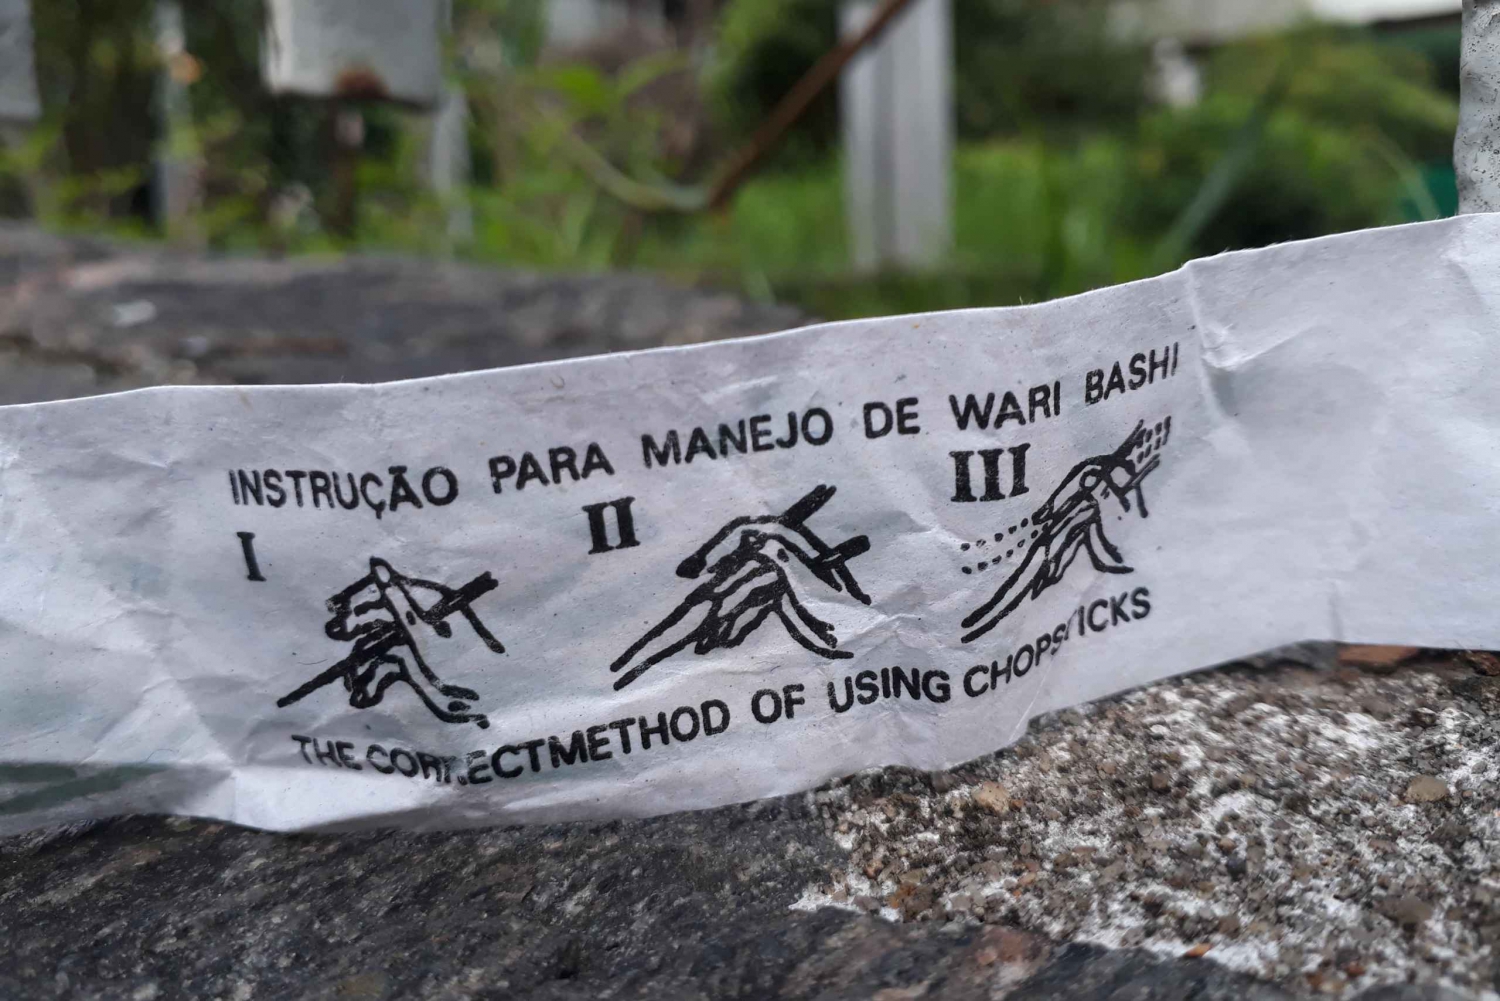 INSTRUÇÃO PARA MANEJO DE WARI BASHI
I II III
THE CORRECTMETHOD OF USING CHOPSTICKS